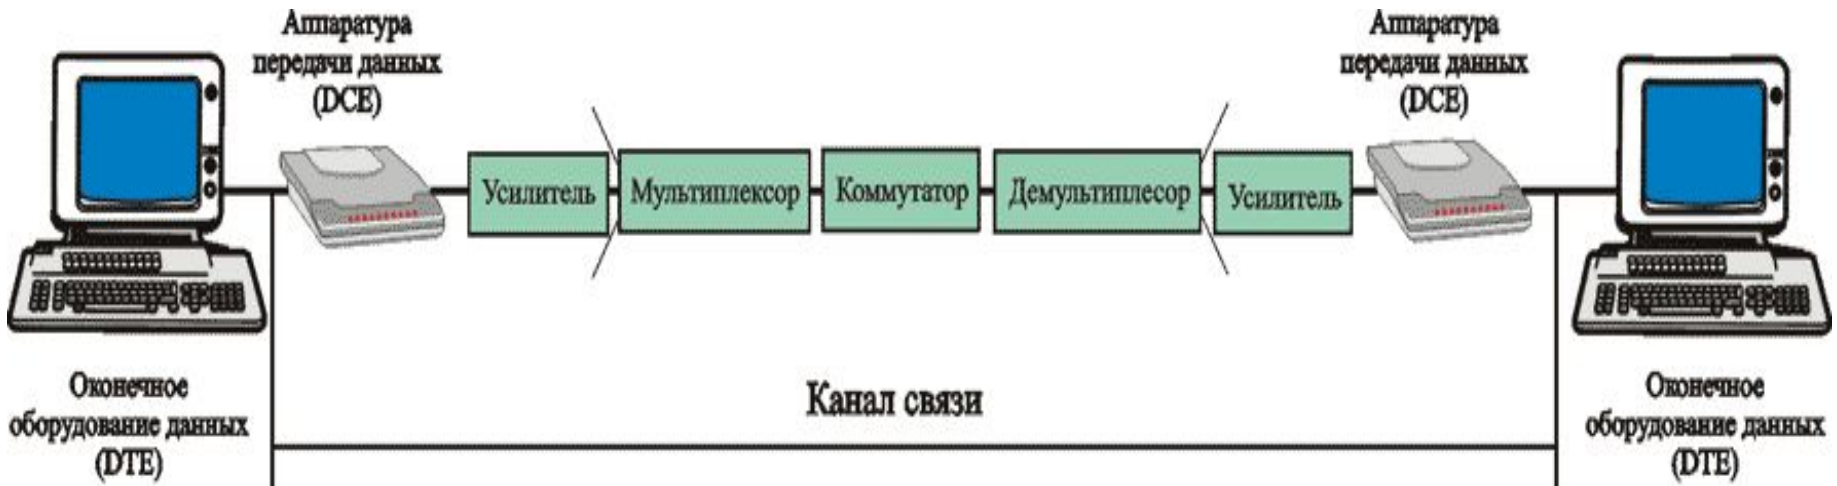 Аппаратура
передачи данных
(DCE)
Аппаратура
передачи данных
(DCE)
Усилитель
Мультиплексор
Коммутатор
Демультиплесор
Усилитель
Канал связи
Оконечное
оборудование данных
(DTE)
Оконечное
оборудование данных
(DTE)